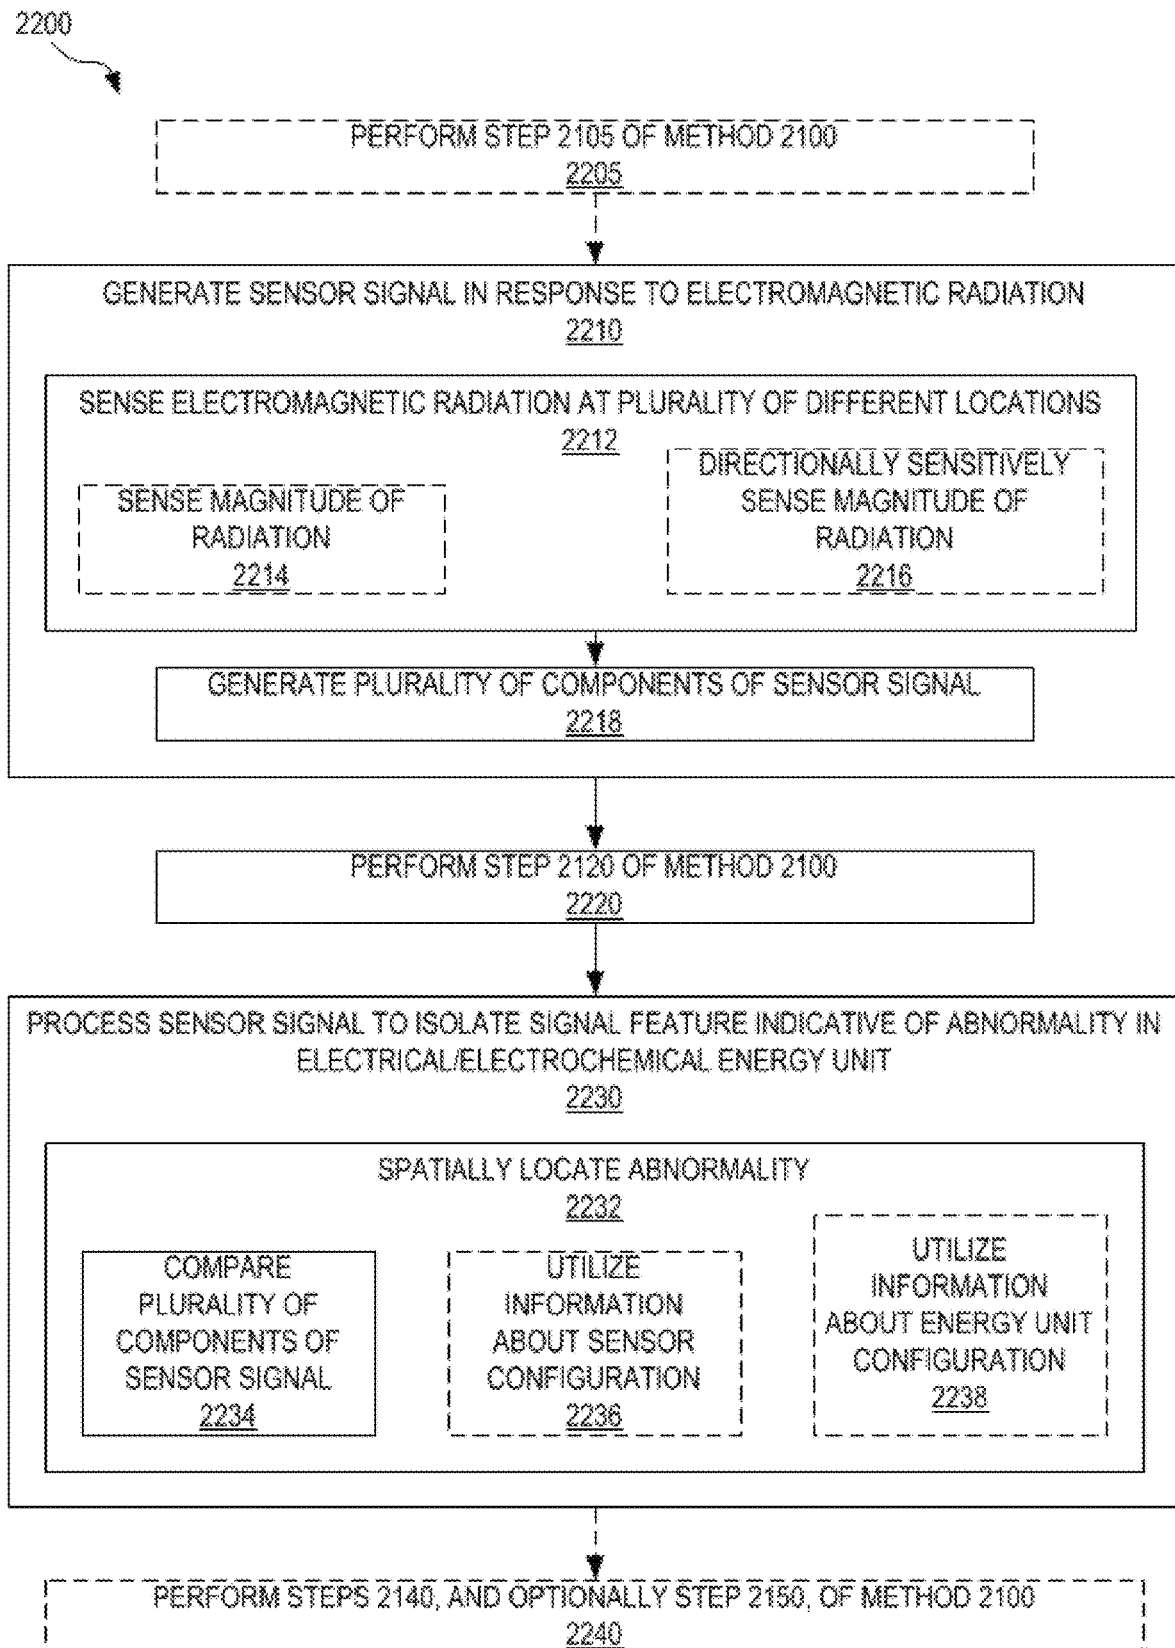 2200
PERFORM STEP 2105 OF METHOD 2100
2205
GENERATE SENSOR SIGNAL IN RESPONSE TO ELECTROMAGNETIC RADIATION
2210
SENSE ELECTROMAGNETIC RADIATION AT PLURALITY OF DIFFERENT LOCATIONS
2212
SENSE MAGNITUDE OF
RADIATION
2214
DIRECTIONALLY SENSITIVELY
SENSE MAGNITUDE OF
RADIATION
2216
GENERATE PLURALITY OF COMPONENTS OF SENSOR SIGNAL
2218
PERFORM STEP 2120 OF METHOD 2100
2220
PROCESS SENSOR SIGNAL TO ISOLATE SIGNAL FEATURE INDICATIVE OF ABNORMALITY IN
ELECTRICAL/ELECTROCHEMICAL ENERGY UNIT
2230
SPATIALLY LOCATE ABNORMALITY
2232
COMPARE
PLURALITY OF
COMPONENTS OF
SENSOR SIGNAL
2234
UTILIZE
INFORMATION
ABOUT SENSOR
CONFIGURATION
2236
UTILIZE
INFORMATION
ABOUT ENERGY UNIT
CONFIGURATION
2238
PERFORM STEPS 2140, AND OPTIONALLY STEP 2150, OF METHOD 2100
2240